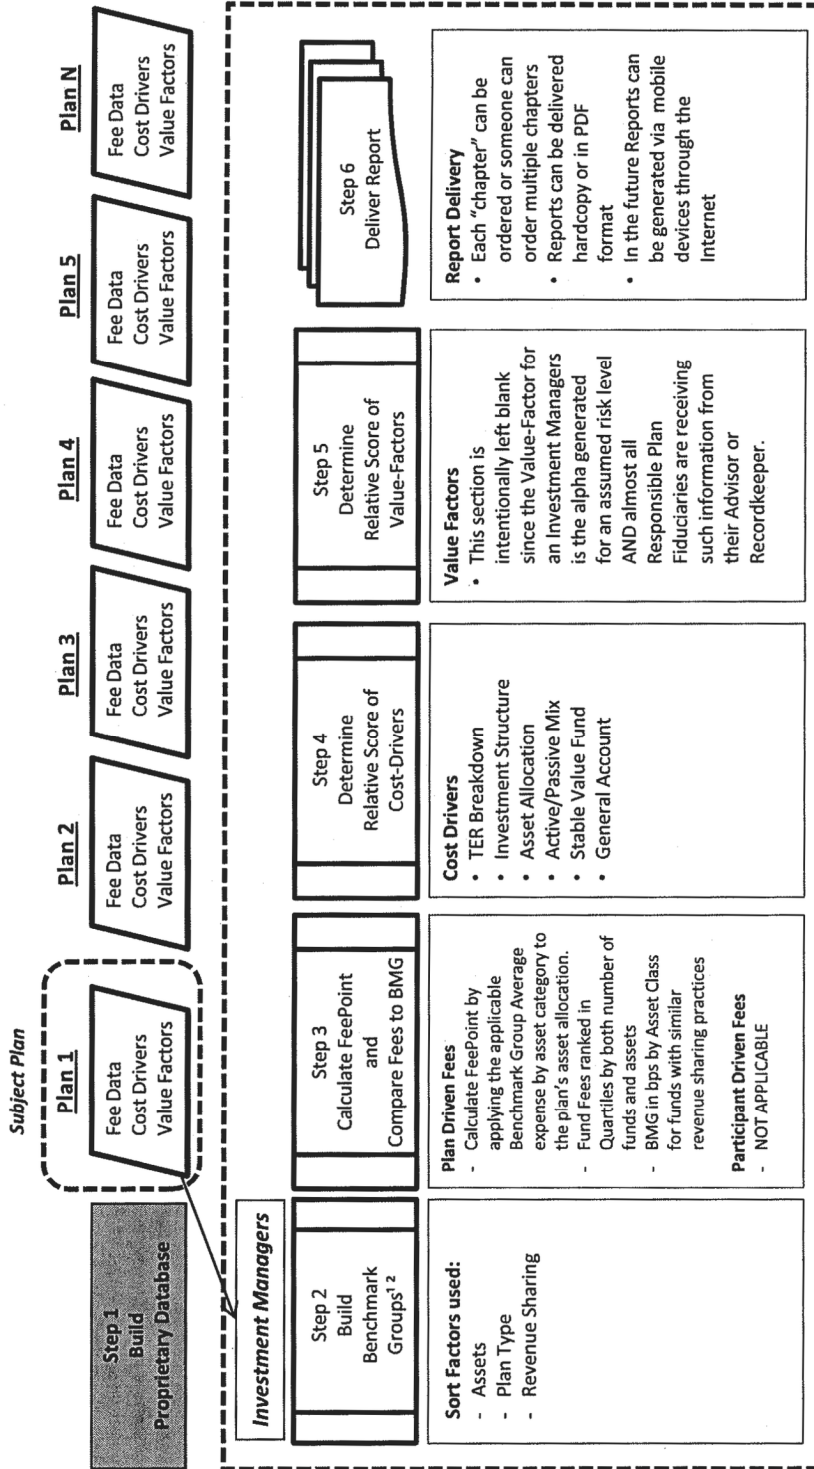 Subject Plan
Plan 1
Plan 2
Plan 3
Plan 4
Plan 5
Plan N
Step 1
Build
Proprietary Database
Fee Data
Cost Drivers
Value Factors
Fee Data
Cost Drivers
Value Factors
Fee Data
Cost Drivers
Value Factors
Fee Data
Cost Drivers
Value Factors
Fee Data
Cost Drivers
Value Factors
Fee Data
Cost Drivers
Value Factors
Investment Managers
Step 2
Build
Benchmark
Groups¹ ²
Sort Factors used:
- Assets
- Plan Type
- Revenue Sharing
Step 3
Calculate FeePoint
and
Compare Fees to BMG
Plan Driven Fees
- Calculate FeePoint by
applying the applicable
Benchmark Group Average
expense by asset category to
the plan's asset allocation.
- Fund Fees ranked in
Quartiles by both number of
funds and assets
- BMG in bps by Asset Class
for funds with similar
revenue sharing practices
Participant Driven Fees
- NOT APPLICABLE
Step 4
Determine
Relative Score of
Cost-Drivers
Cost Drivers
• TER Breakdown
• Investment Structure
• Asset Allocation
• Active/Passive Mix
• Stable Value Fund
• General Account
Step 5
Determine
Relative Score of
Value-Factors
Value Factors
• This section is
intentionally left blank
since the Value-Factor for
an Investment Managers
is the alpha generated
for an assumed risk level
AND almost all
Responsible Plan
Fiduciaries are receiving
such information from
their Advisor or
Recordkeeper.
Step 6
Deliver Report
Report Delivery
• Each "chapter" can be
ordered or someone can
order multiple chapters
• Reports can be delivered
hardcopy or in PDF
format
• In the future Reports can
be generated via mobile
devices through the
Internet